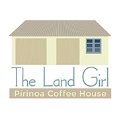 The Land Girl
Pirinoa Coffee House